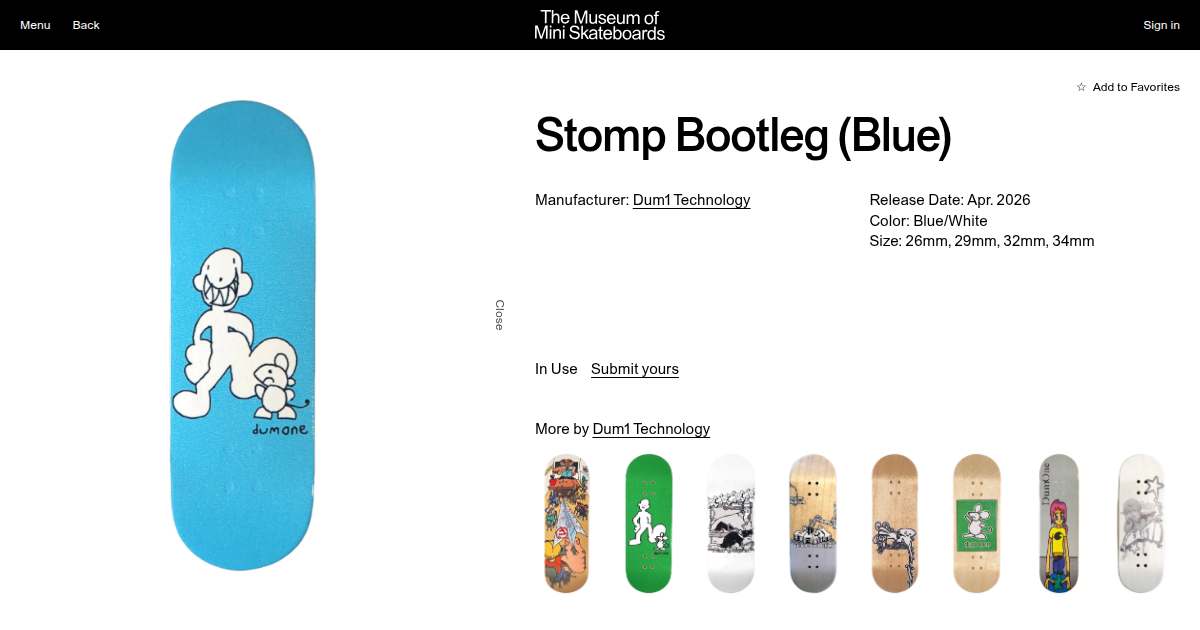 Menu
Back
The Museum of
Mini Skateboards
Sign in
☆ Add to Favorites
Stomp Bootleg (Blue)
Manufacturer: Dum1 Technology
Release Date: Apr. 2026
Color: Blue/White
Size: 26mm, 29mm, 32mm, 34mm
dumone
Close
In Use Submit yours
More by Dum1 Technology
DumOne